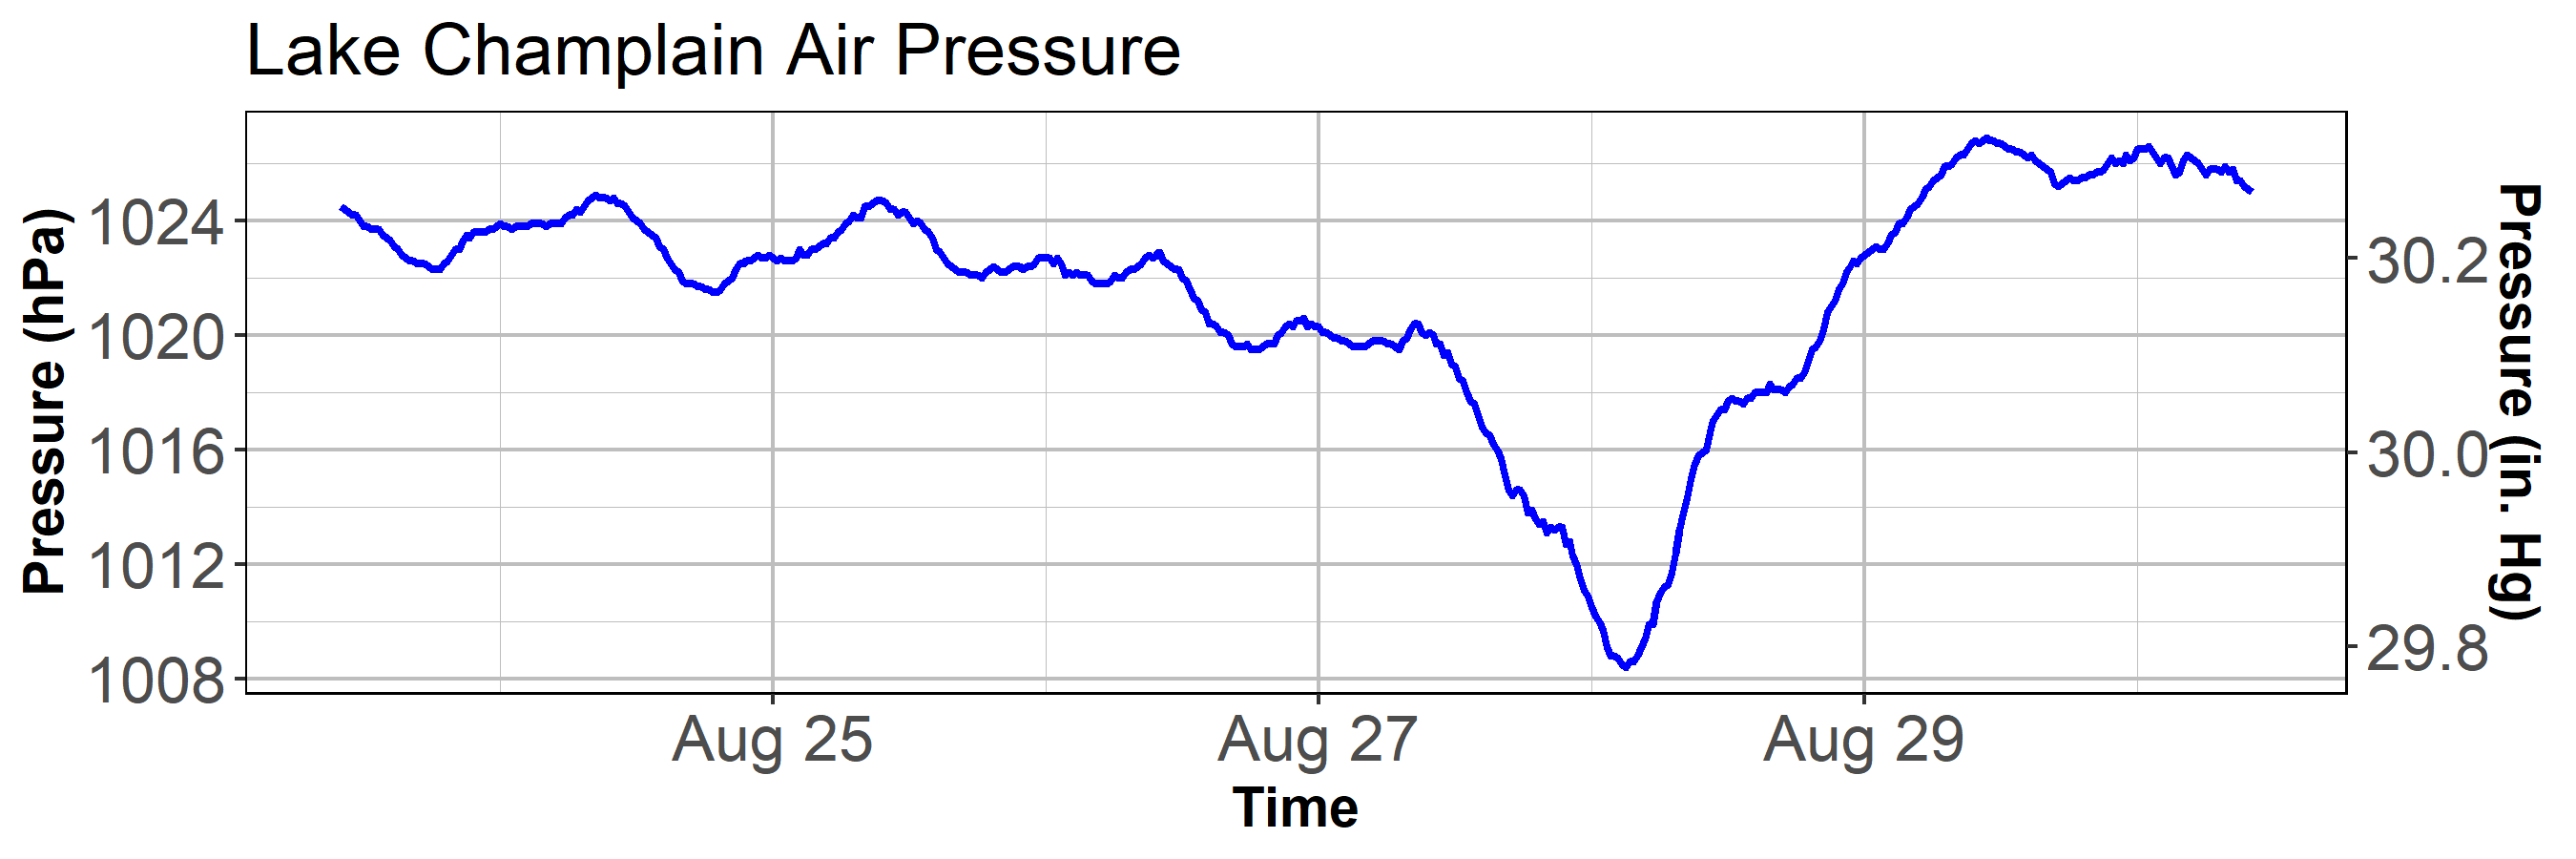 Lake Champlain Air Pressure
Pressure (hPa)
1024
1020
1016
1012
1008
30.2
30.0
29.8
Pressure (in. Hg)
Aug 25
Aug 27
Aug 29
Time